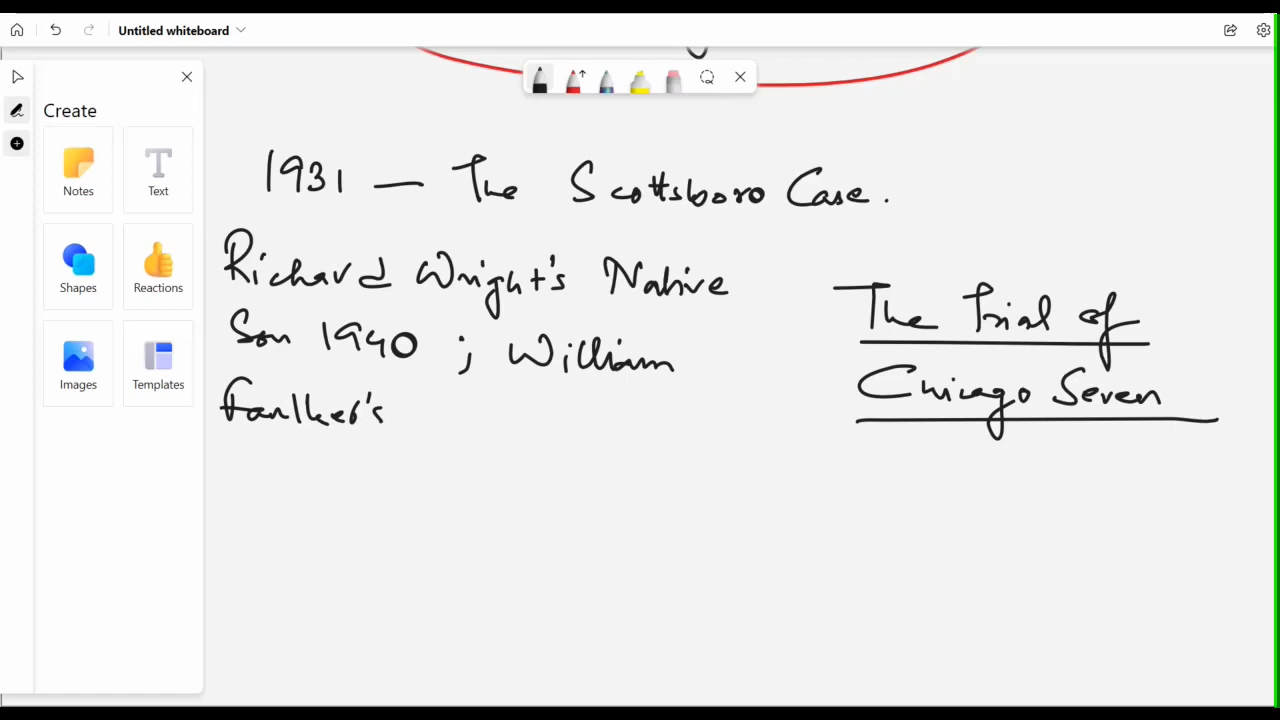 Untitled whiteboard
Create
Notes
Text
Shapes
Reactions
Images
Templates
1931 — The Scottsboro Case.
Richard Wright's Native
Son 1940 ; William
Faulker's
The Trial of
Chicago Seven